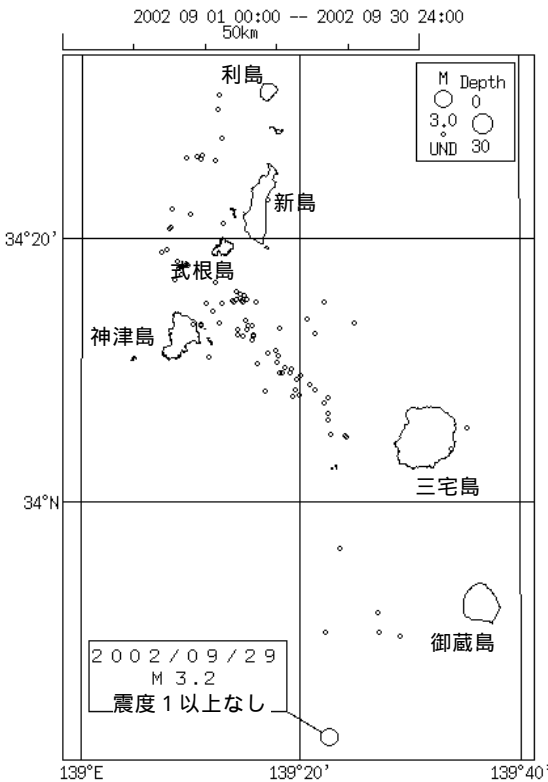 2002 09 01 00:00 -- 2002 09 30 24:00
50km
利島
M Depth
0
3.0
UND 30
新島
34°20'
式根島
神津島
三宅島
34°N
御蔵島
2002/09/29
M 3.2
震度1以上なし
139°E 139°20' 139°40'